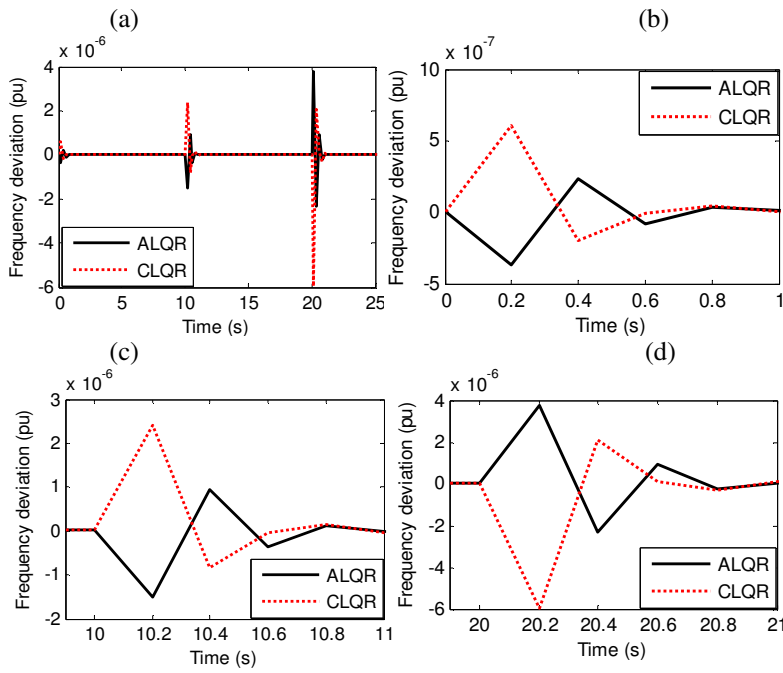 (a)
x 10-6
Frequency deviation (pu)
4
2
0
-2
-4
-6
ALQR
CLQR
0 5 10 15 20 25
Time (s)
(b)
x 10-7
Frequency deviation (pu)
10
5
0
-5
ALQR
CLQR
0 0.2 0.4 0.6 0.8 1
Time (s)
(c)
x 10-6
Frequency deviation (pu)
3
2
1
0
-1
-2
ALQR
CLQR
10 10.2 10.4 10.6 10.8 11
Time (s)
(d)
x 10-6
Frequency deviation (pu)
4
2
0
-2
-4
-6
ALQR
CLQR
20 20.2 20.4 20.6 20.8 21
Time (s)